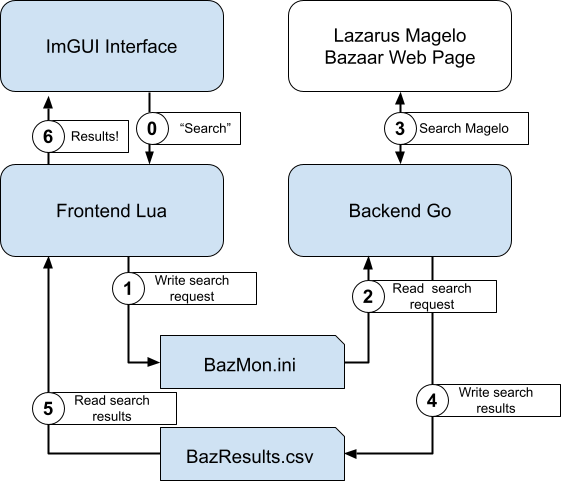 ImGUI Interface
Lazarus Magelo
Bazaar Web Page
6
Results!
0
“Search”
3
Search Magelo
Frontend Lua
Backend Go
1
Write search
request
2
Read search
request
BazMon.ini
5
Read search
results
4
Write search
results
BazResults.csv